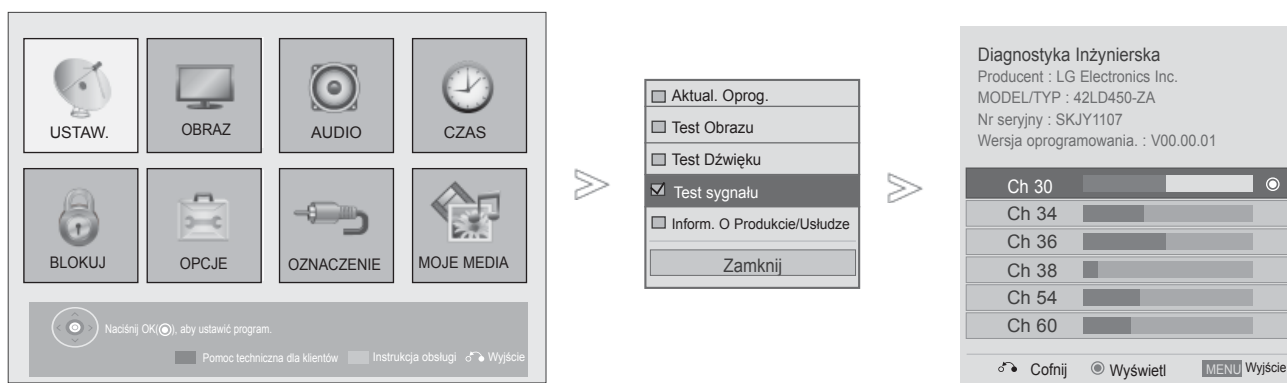 USTAW.
OBRAZ
AUDIO
CZAS
BLOKUJ
OPCJE
OZNACZENIE
MOJE MEDIA
Naciśnij OK(◉), aby ustawić program.
Pomoc techniczna dla klientów Instrukcja obsługi Wyjście
Aktual. Oprog.
Test Obrazu
Test Dźwięku
Test sygnału
Inform. O Produkcie/Usłudze
Zamknij
Diagnostyka Inżynierska
Producent : LG Electronics Inc.
MODEL/TYP : 42LD450-ZA
Nr seryjny : SKJY1107
Wersja oprogramowania. : V00.00.01
Ch 30
Ch 34
Ch 36
Ch 38
Ch 54
Ch 60
Cofnij Wyświetl MENU Wyjście